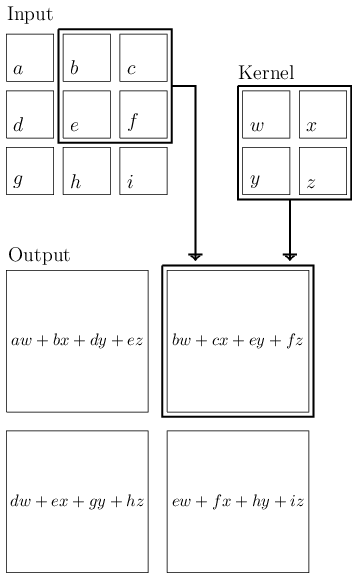 Input
a b c
d e f
g h i
Kernel
w x
y z
Output
aw + bx + dy + ez
bw + cx + ey + fz
dw + ex + gy + hz
ew + fx + hy + iz